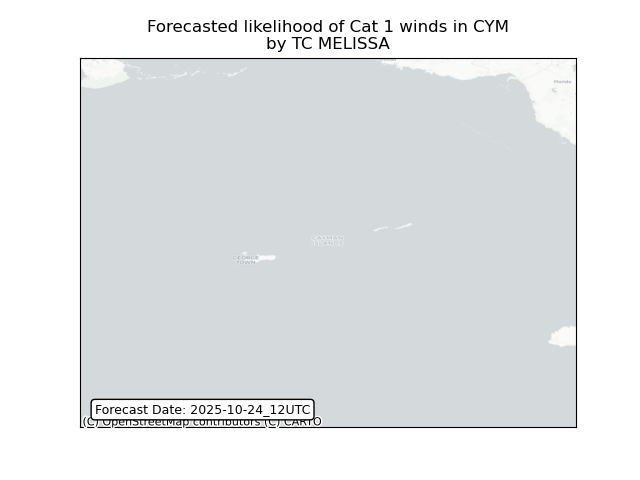 Forecasted likelihood of Cat 1 winds in CYM
by TC MELISSA
Florida
CAYMAN
ISLANDS
GEORGE
TOWN
Forecast Date: 2025-10-24_12UTC
(C) OpenStreetMap contributors (C) CARTO